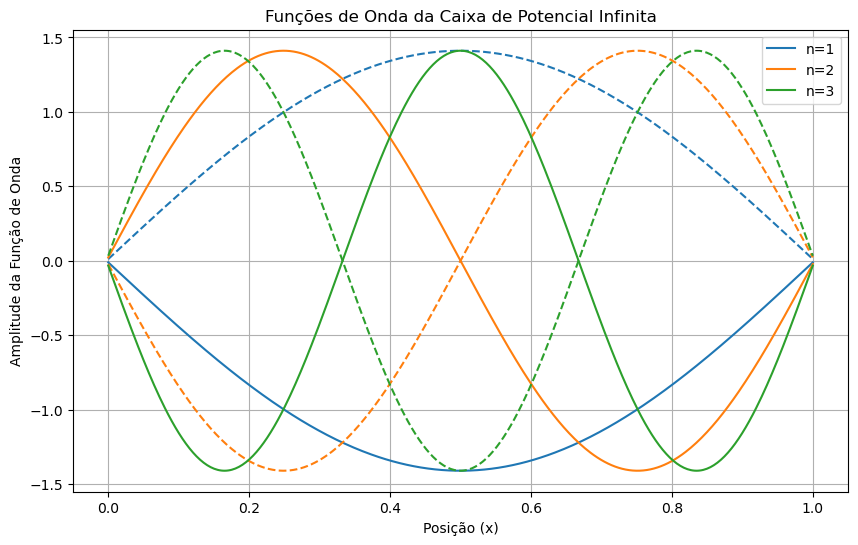 Funções de Onda da Caixa de Potencial Infinita
n=1
n=2
n=3
Amplitude da Função de Onda
1.5
1.0
0.5
0.0
−0.5
−1.0
−1.5
0.0
0.2
0.4
0.6
0.8
1.0
Posição (x)